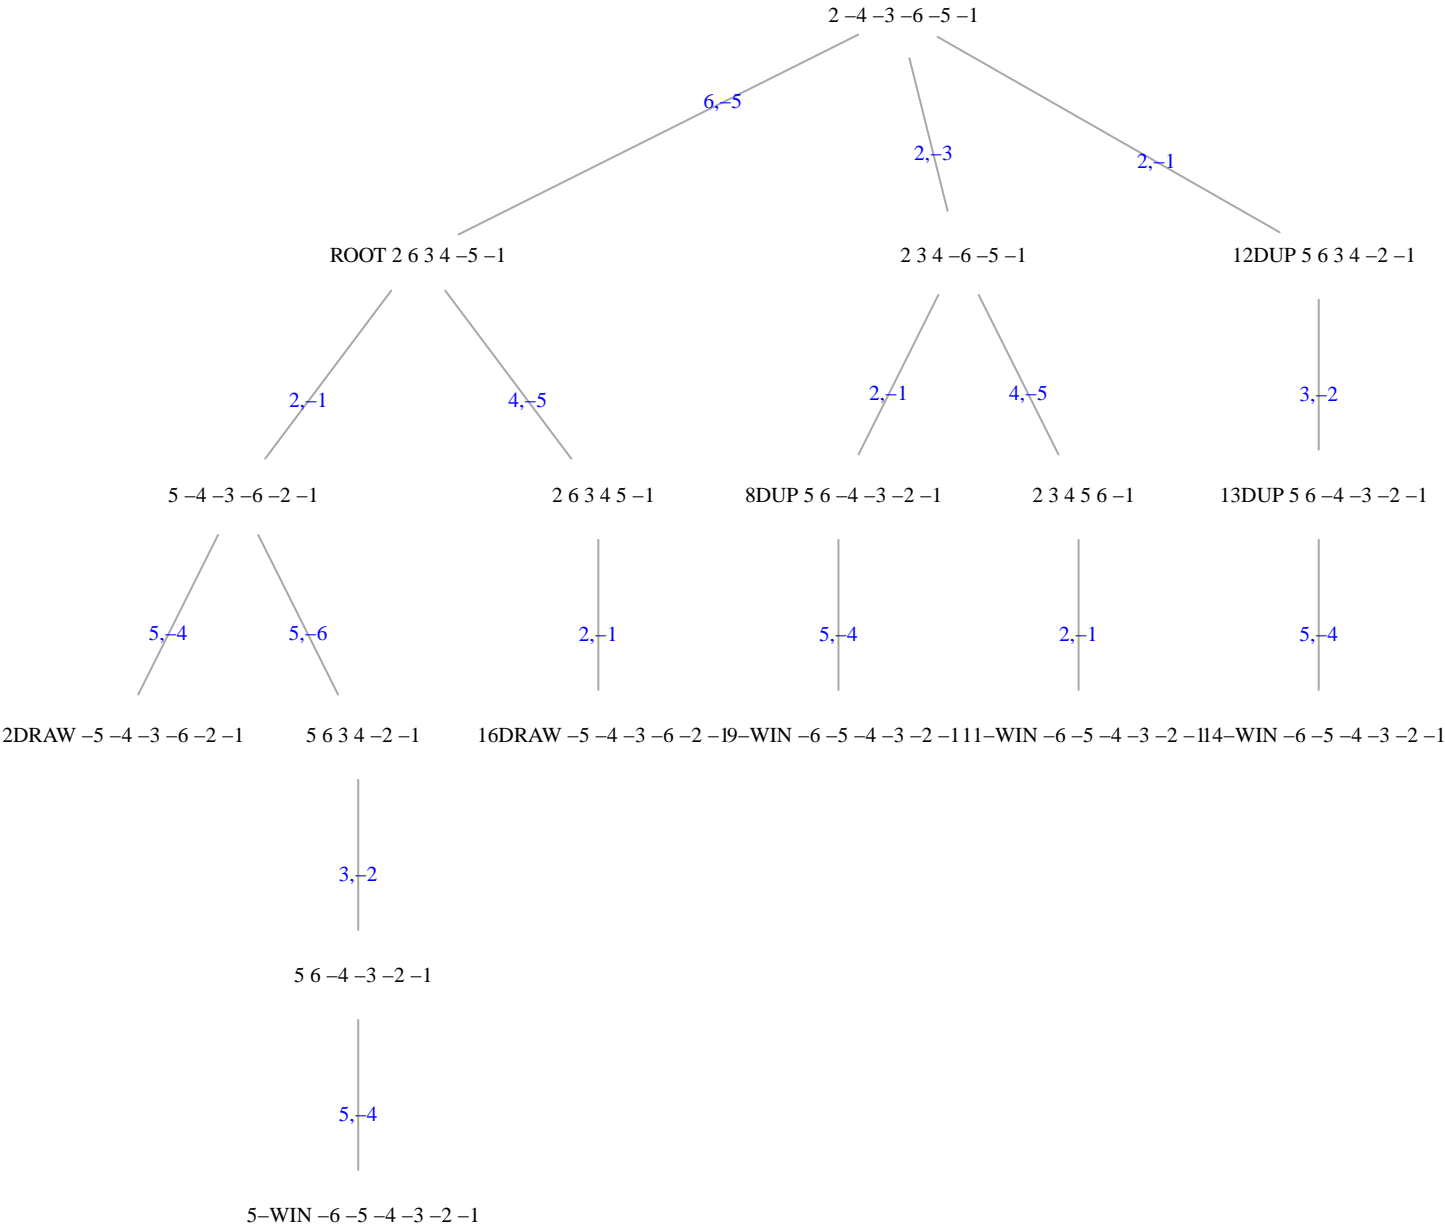 2 –4 –3 –6 –5 –1
6,–5
2,–3
2,–1
ROOT 2 6 3 4 –5 –1
2 3 4 –6 –5 –1
12DUP 5 6 3 4 –2 –1
2,–1
4,–5
2,–1
4,–5
3,–2
5 –4 –3 –6 –2 –1
2 6 3 4 5 –1
8DUP 5 6 –4 –3 –2 –1
2 3 4 5 6 –1
13DUP 5 6 –4 –3 –2 –1
5,–4
5,–6
2,–1
5,–4
2,–1
5,–4
2DRAW –5 –4 –3 –6 –2 –1
5 6 3 4 –2 –1
16DRAW –5 –4 –3 –6 –2 –1
9–WIN –6 –5 –4 –3 –2 –1
11–WIN –6 –5 –4 –3 –2 –1
14–WIN –6 –5 –4 –3 –2 –1
3,–2
5 6 –4 –3 –2 –1
5,–4
5–WIN –6 –5 –4 –3 –2 –1